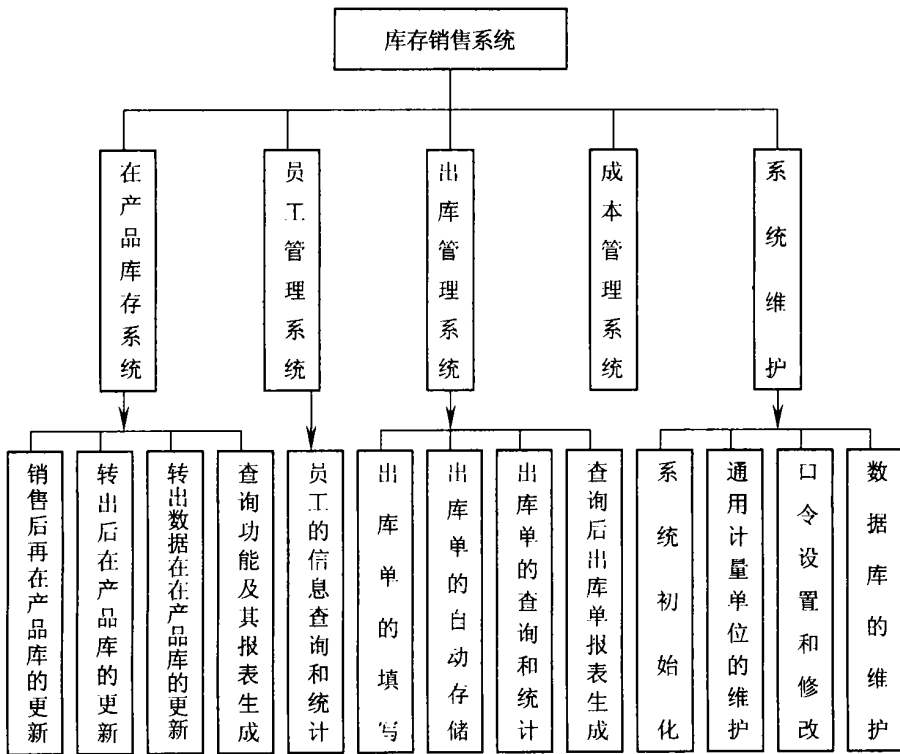 库存销售系统
在产品库存系统
员工管理系统
出库管理系统
成本管理系统
系统维护
销售后再在产品库的更新
转出后在产品库的更新
转出数据在在产品库的更新
查询功能及其报表生成
员工的信息查询和统计
出库单的填写
出库单的自动存储
出库单的查询和统计
查询后出库单报表生成
系统初始化
通用计量单位的维护
口令设置和修改
数据库的维护